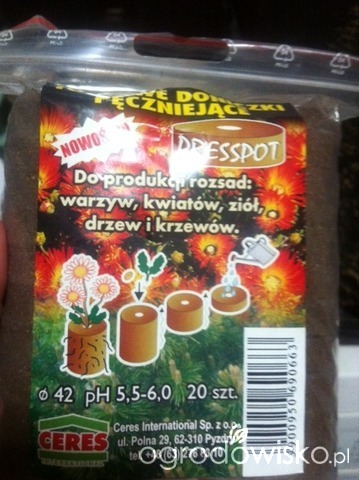 PĘCZNIEJĄCE
NOWOŚĆ!
PRESSPOT
Do produkcji rozsad:
warzyw, kwiatów, ziół,
drzew i krzewów.
ø 42 pH 5,5-6,0 20 szt.
CERES
INTERNATIONAL
Ceres International Sp. z o.o.
ul. Polna 29, 62-310 Pyzdry
ogrodowisko.pl